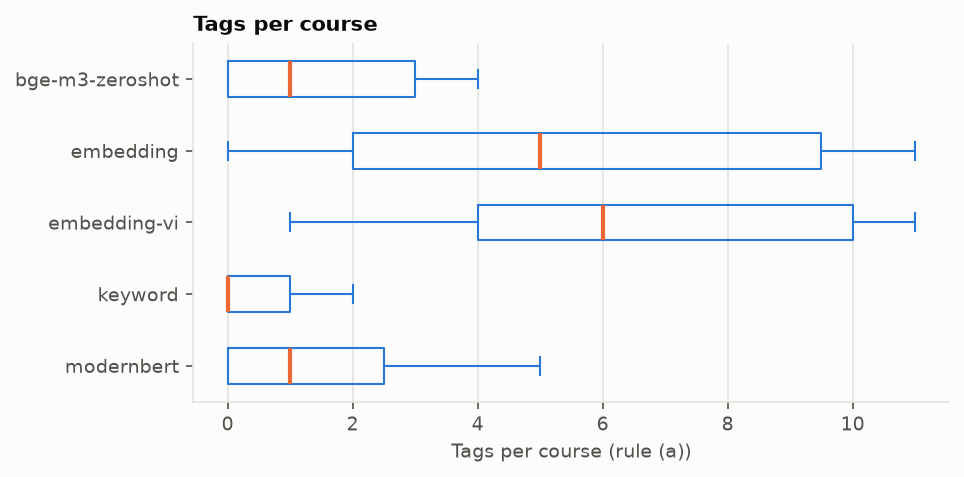 Tags per course
bge-m3-zeroshot
embedding
embedding-vi
keyword
modernbert
0 2 4 6 8 10
Tags per course (rule (a))